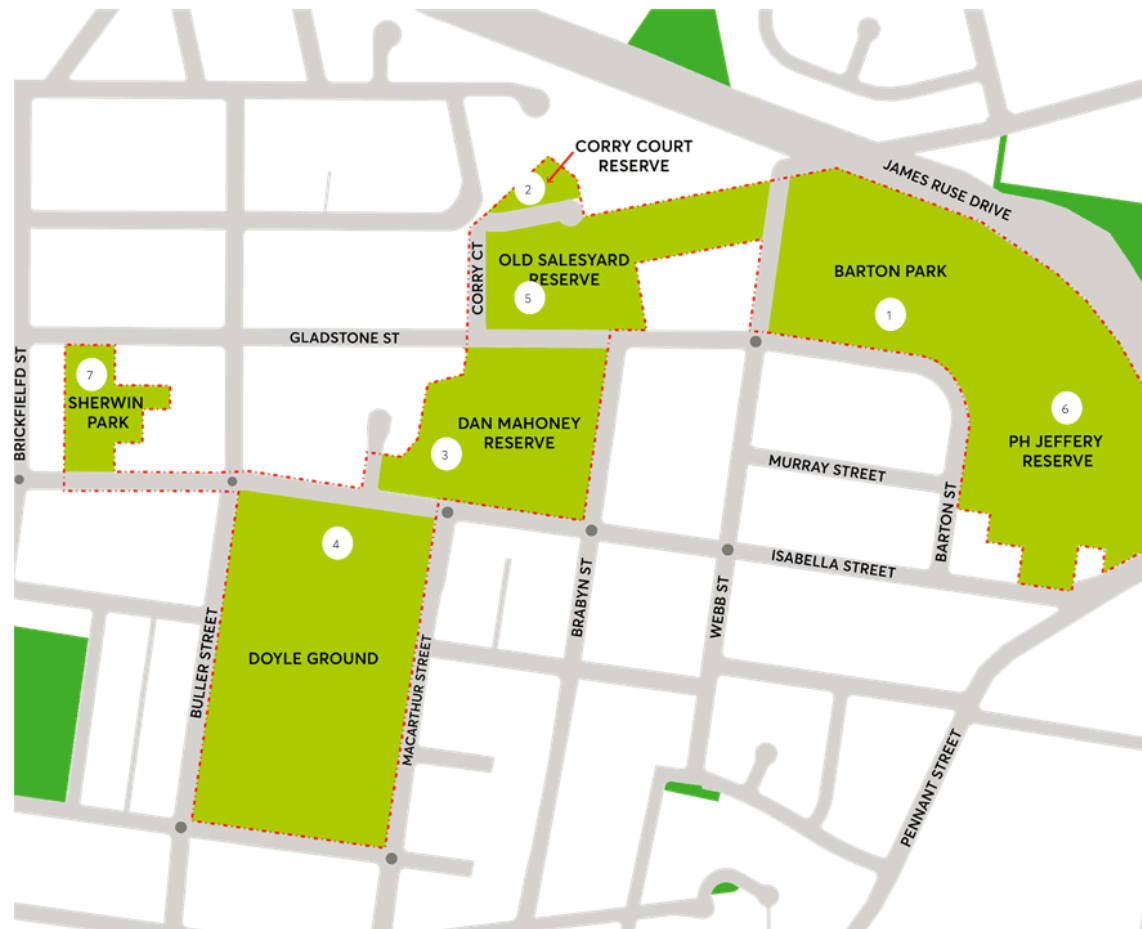 CORRY COURT
RESERVE
2
JAMES RUSE DRIVE
CORRY CT
OLD SALESYARD
RESERVE
5
BARTON PARK
1
GLADSTONE ST
BRICKFIELFD ST
7
SHERWIN
PARK
DAN MAHONEY
RESERVE
3
6
PH JEFFERY
RESERVE
MURRAY STREET
BARTON ST
4
ISABELLA STREET
BRABYN ST
WEBB ST
BULLER STREET
DOYLE GROUND
MACARTHUR STREET
PENNANT STREET